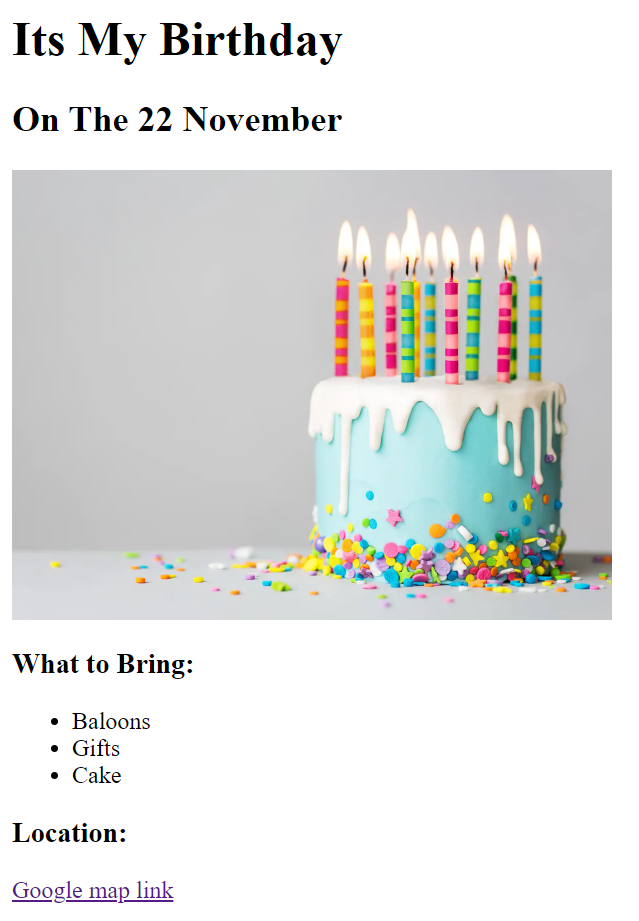 Its My Birthday
On The 22 November
What to Bring:
Baloons
Gifts
Cake
Location:
Google map link